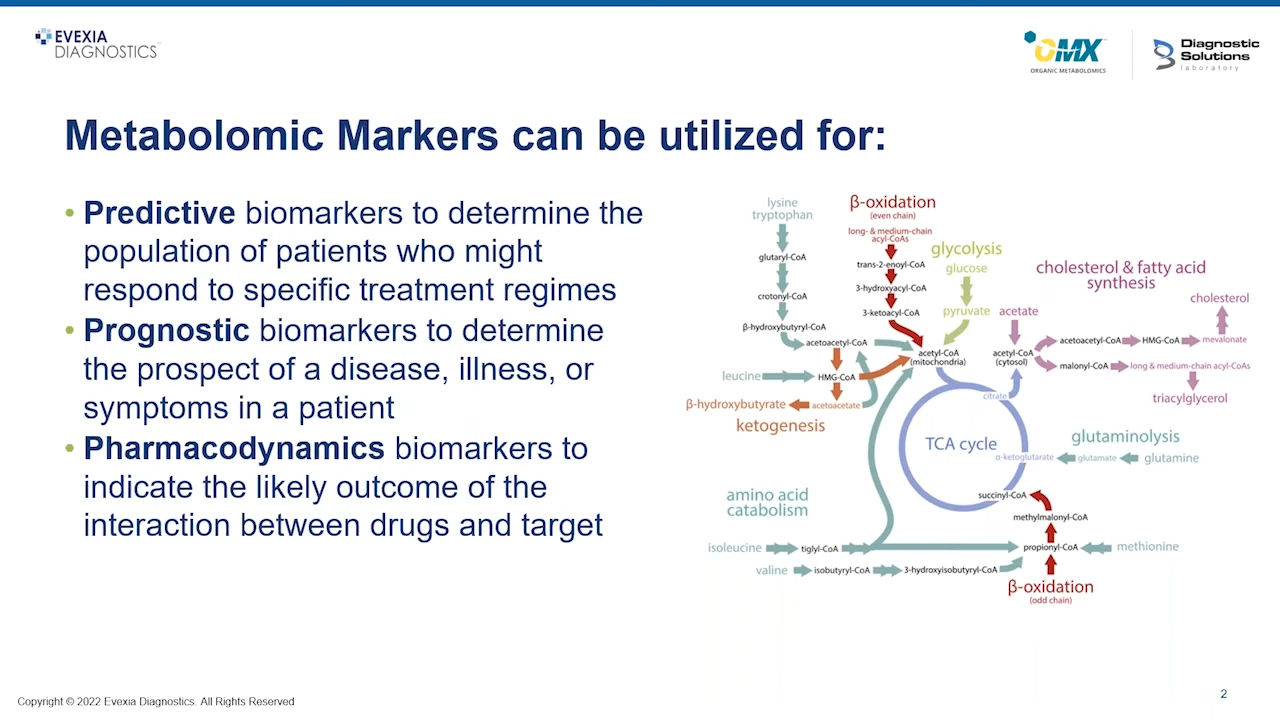 EVEXIA
DIAGNOSTICS
OMX
ORGANIC METABOLOMICS
Diagnostic
Solutions
laboratory
Metabolomic Markers can be utilized for:
• Predictive biomarkers to determine the
population of patients who might
respond to specific treatment regimes
• Prognostic biomarkers to determine
the prospect of a disease, illness, or
symptoms in a patient
• Pharmacodynamics biomarkers to
indicate the likely outcome of the
interaction between drugs and target
lysine
tryptophan
glutaryl-CoA
crotonyl-CoA
β-hydroxybutyryl-CoA
acetoacetyl-CoA
leucine
HMG-CoA
β-hydroxybutyrate
acetoacetate
ketogenesis
β-oxidation
(even chain)
long- & medium-chain
acyl-CoAs
trans-2-enoyl-CoA
3-hydroxyacyl-CoA
3-ketoacyl-CoA
glycolysis
glucose
pyruvate
acetyl-CoA
(mitochondria)
acetate
acetyl-CoA
(cytosol)
cholesterol & fatty acid
synthesis
cholesterol
acetoacetyl-CoA
HMG-CoA
mevalonate
malonyl-CoA
long & medium-chain acyl-CoAs
triacylglycerol
citrate
TCA cycle
α-ketoglutarate
glutaminolysis
glutamate
glutamine
succinyl-CoA
methylmalonyl-CoA
amino acid
catabolism
isoleucine
tiglyl-CoA
propionyl-CoA
methionine
valine
isobutyryl-CoA
3-hydroxyisobutyryl-CoA
β-oxidation
(odd chain)
Copyright © 2022 Evexia Diagnostics. All Rights Reserved
2